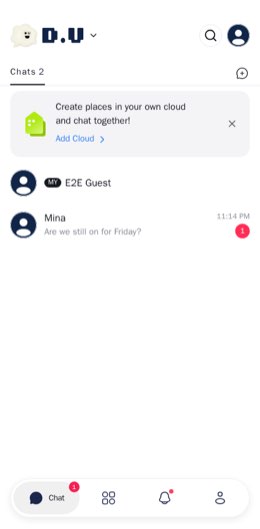 D.U
Chats 2
Create places in your own cloud
and chat together!
Add Cloud
MY E2E Guest
Mina
11:14 PM
Are we still on for Friday?
1
Chat
1